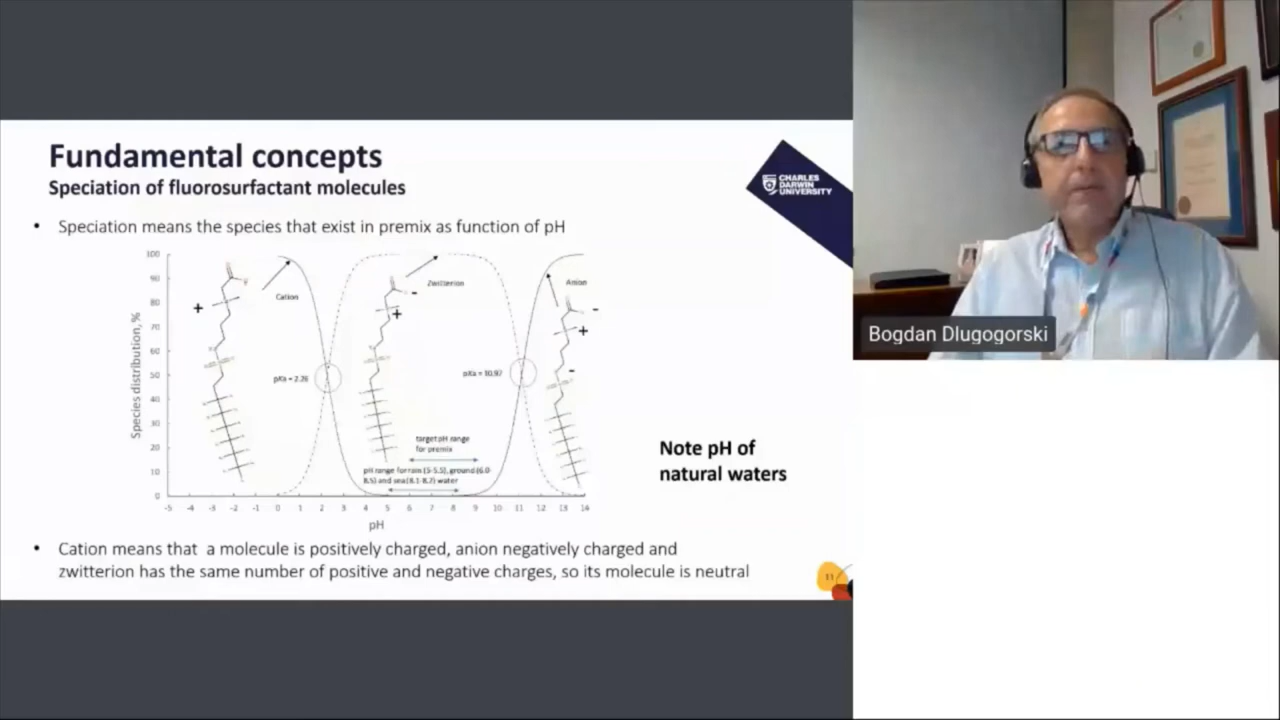 Fundamental concepts
Speciation of fluorosurfactant molecules
CHARLES
DARWIN
UNIVERSITY
• Speciation means the species that exist in premix as function of pH
Species distribution, %
100
90
80
70
60
50
40
30
20
10
0
+
Cation
-
+
Zwitterion
Anion
-
+
-
pKa = 2.26
pKa = 10.97
target pH range
for premix
pH range for rain (5-5.5), ground (6.0-
8.5) and sea (8.1-8.2) water
-5 -4 -3 -2 -1 0 1 2 3 4 5 6 7 8 9 10 11 12 13 14
pH
Note pH of
natural waters
• Cation means that a molecule is positively charged, anion negatively charged and
zwitterion has the same number of positive and negative charges, so its molecule is neutral
11
Bogdan Dlugogorski